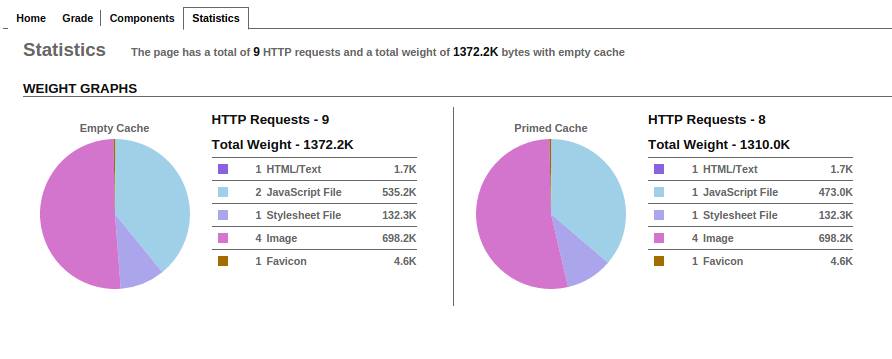 Home Grade Components Statistics
Statistics The page has a total of 9 HTTP requests and a total weight of 1372.2K bytes with empty cache
WEIGHT GRAPHS
Empty Cache
HTTP Requests - 9
Total Weight - 1372.2K
1 HTML/Text 1.7K
2 JavaScript File 535.2K
1 Stylesheet File 132.3K
4 Image 698.2K
1 Favicon 4.6K
Primed Cache
HTTP Requests - 8
Total Weight - 1310.0K
1 HTML/Text 1.7K
1 JavaScript File 473.0K
1 Stylesheet File 132.3K
4 Image 698.2K
1 Favicon 4.6K